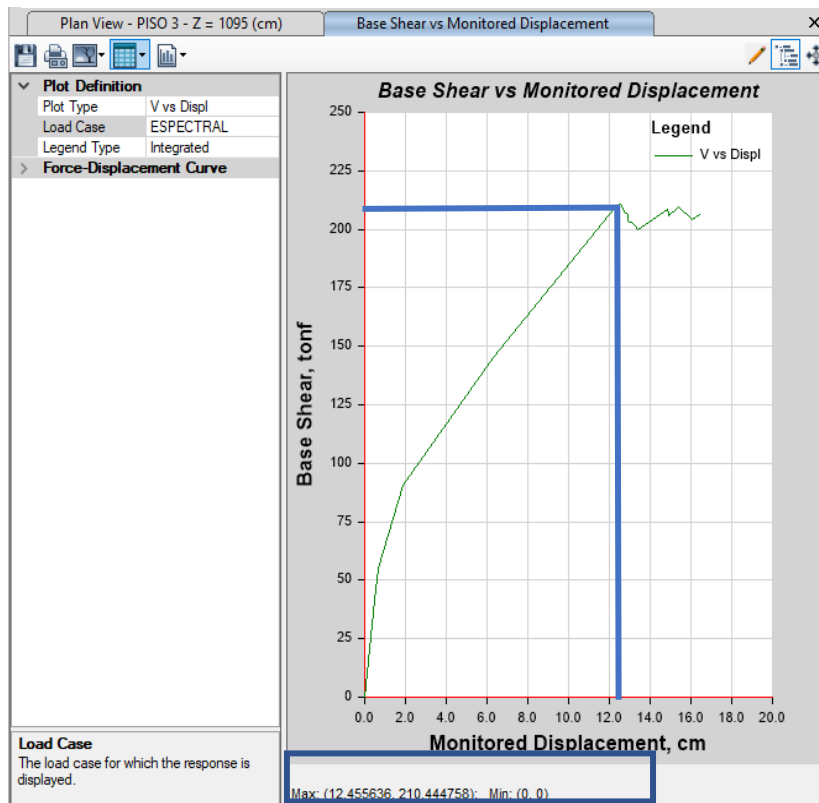 Plan View - PISO 3 - Z = 1095 (cm)
Base Shear vs Monitored Displacement
X
Plot Definition
Plot Type V vs Displ
Load Case ESPECTRAL
Legend Type Integrated
Force-Displacement Curve
Base Shear vs Monitored Displacement
Legend
V vs Displ
250
225
200
175
150
125
100
75
50
25
0
Base Shear, tonf
0.0 2.0 4.0 6.0 8.0 10.0 12.0 14.0 16.0 18.0 20.0
Monitored Displacement, cm
Load Case
The load case for which the response is
displayed.
Max: (12.455636, 210.444758); Min: (0, 0)